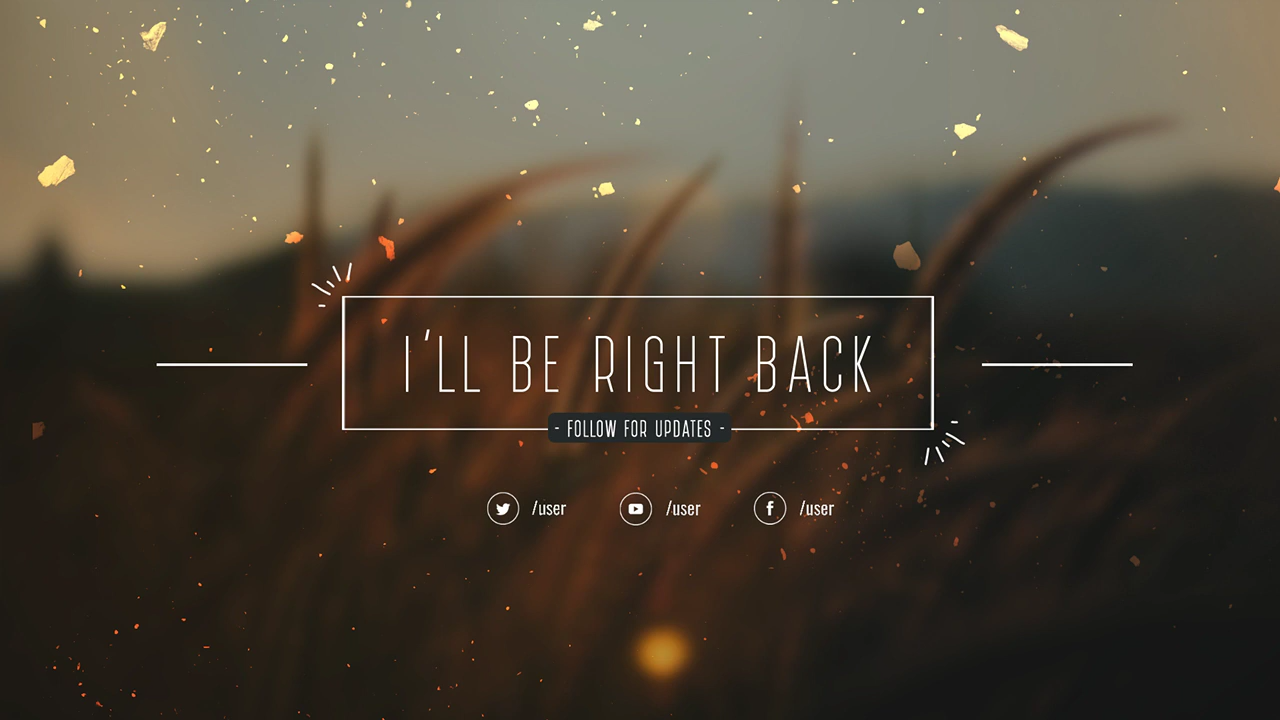 I'LL BE RIGHT BACK
- FOLLOW FOR UPDATES -
/user /user /user